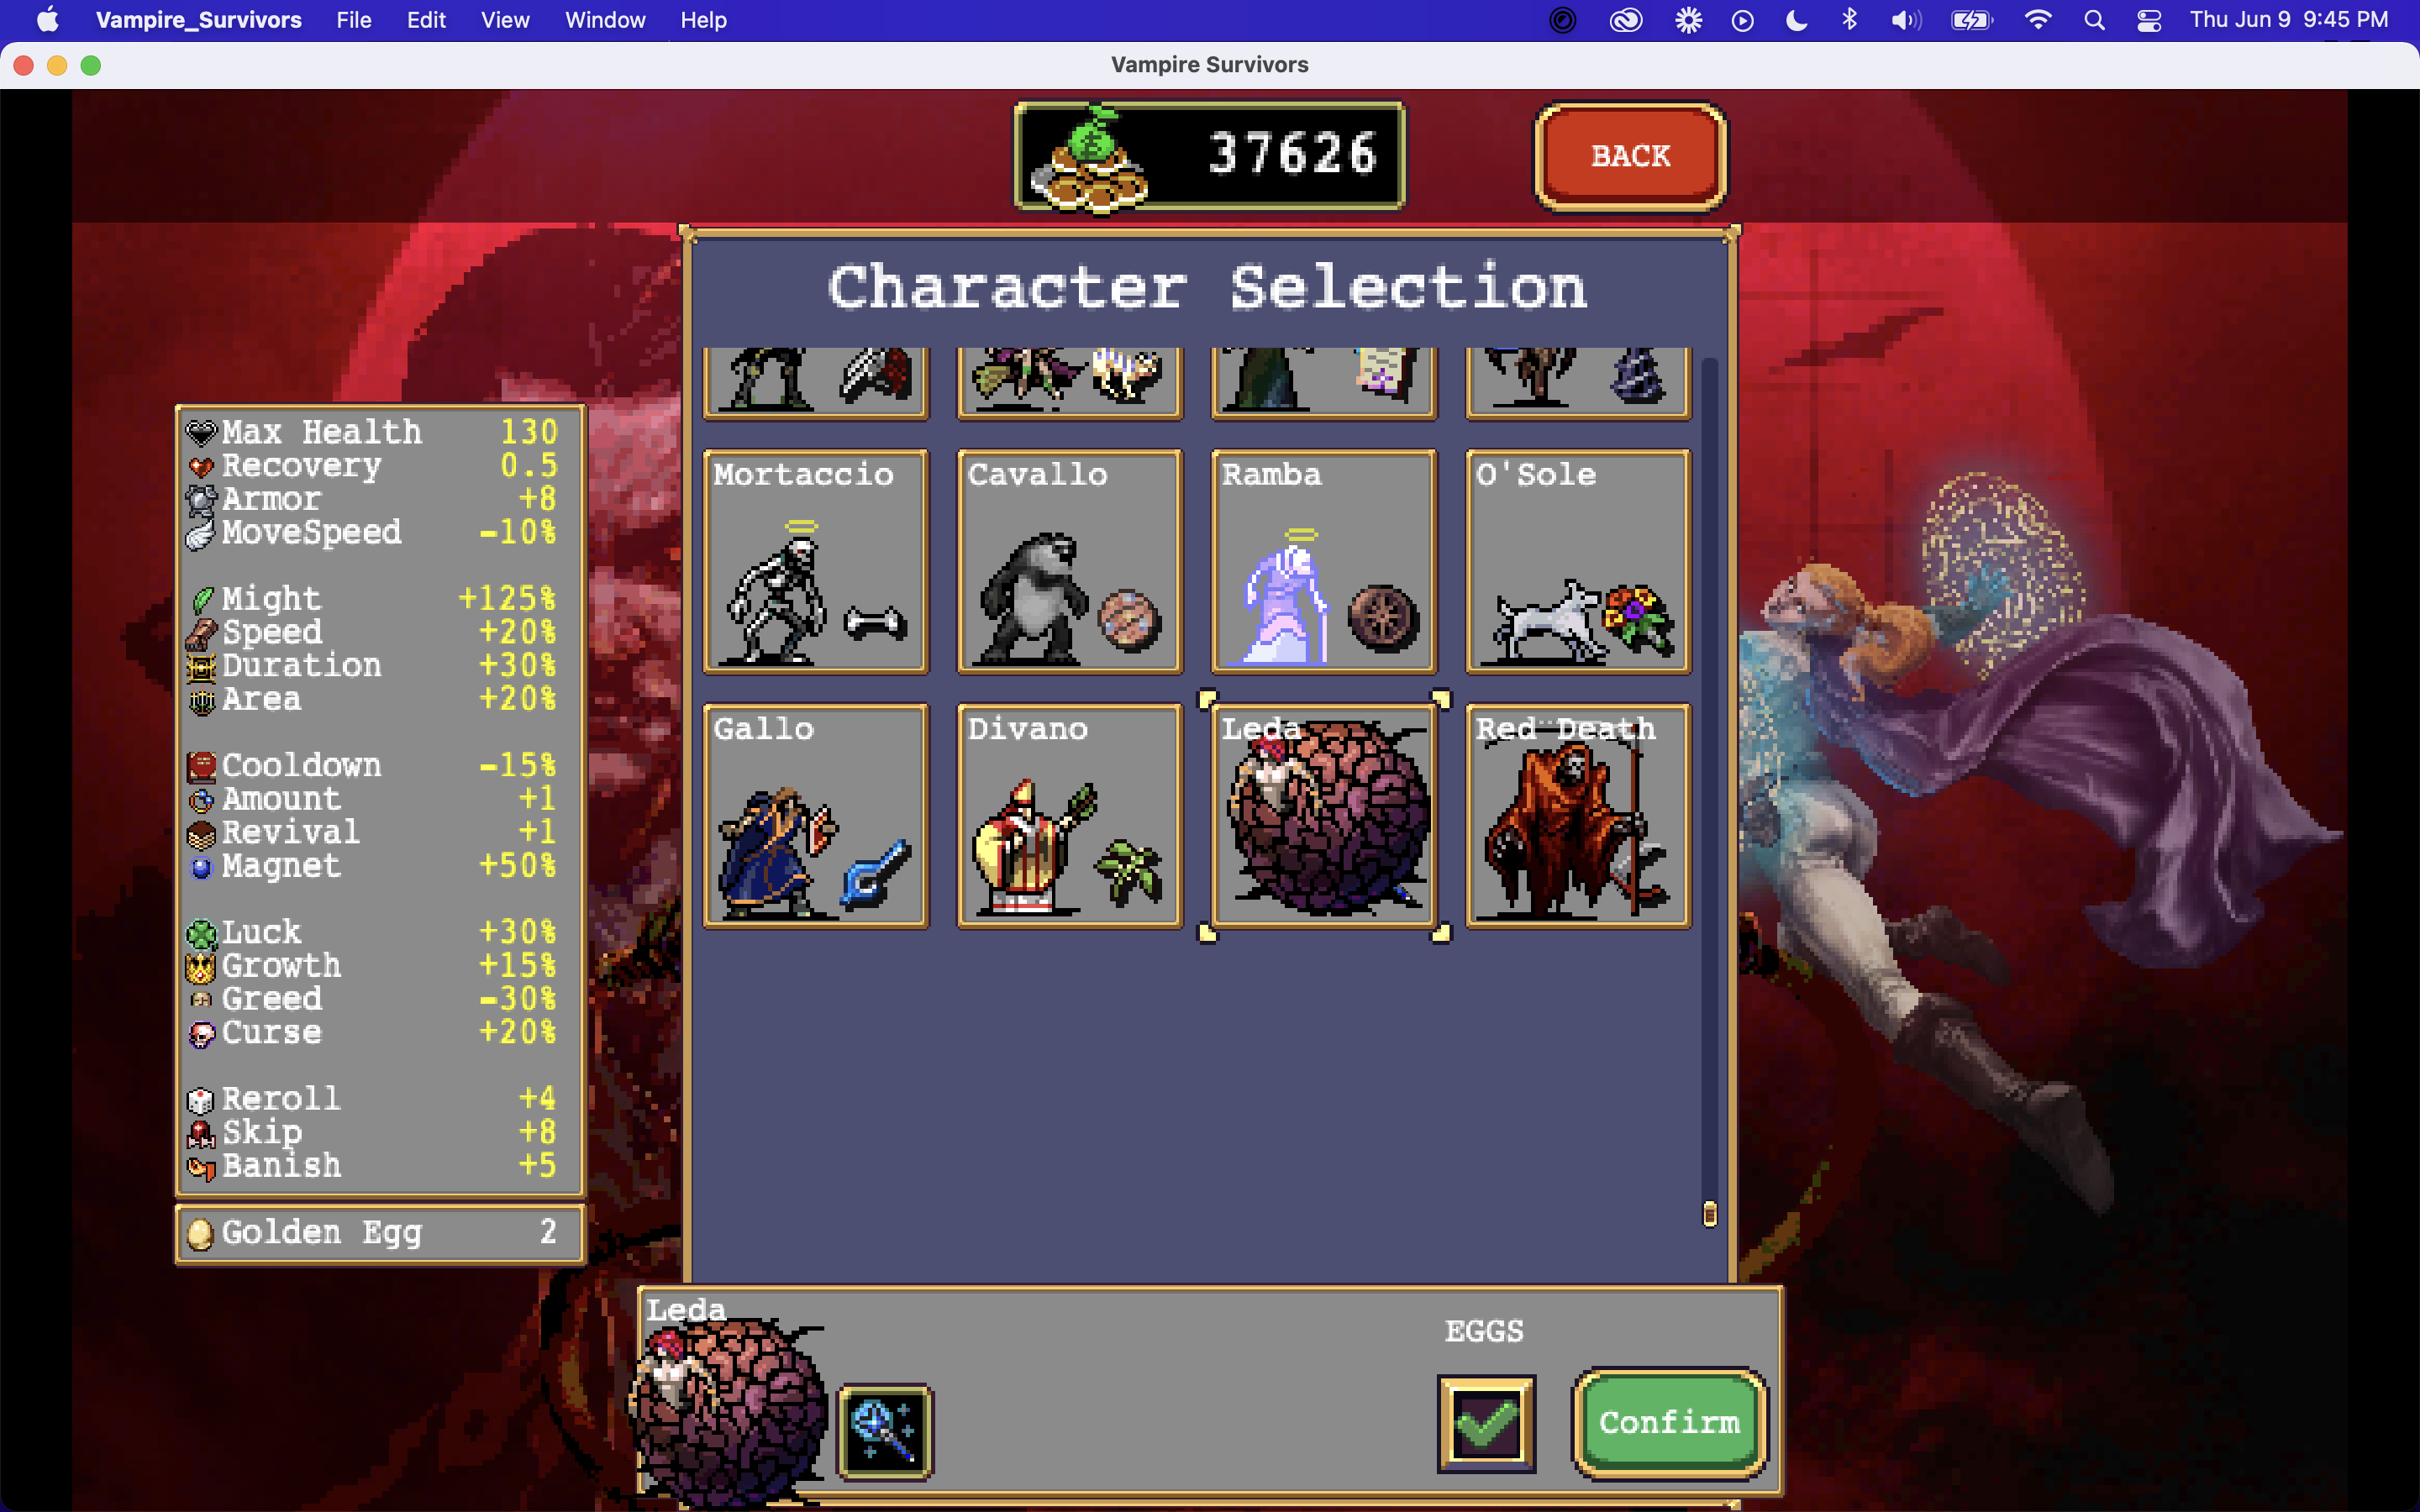 Vampire_Survivors File Edit View Window Help Thu Jun 9 9:45 PM
Vampire Survivors
37626
BACK
Character Selection
Max Health 130
Recovery 0.5
Armor +8
MoveSpeed -10%
Might +125%
Speed +20%
Duration +30%
Area +20%
Cooldown -15%
Amount +1
Revival +1
Magnet +50%
Luck +30%
Growth +15%
Greed -30%
Curse +20%
Reroll +4
Skip +8
Banish +5
Golden Egg 2
Mortaccio Cavallo Ramba O'Sole
Gallo Divano Leda Red Death
Leda
EGGS
Confirm